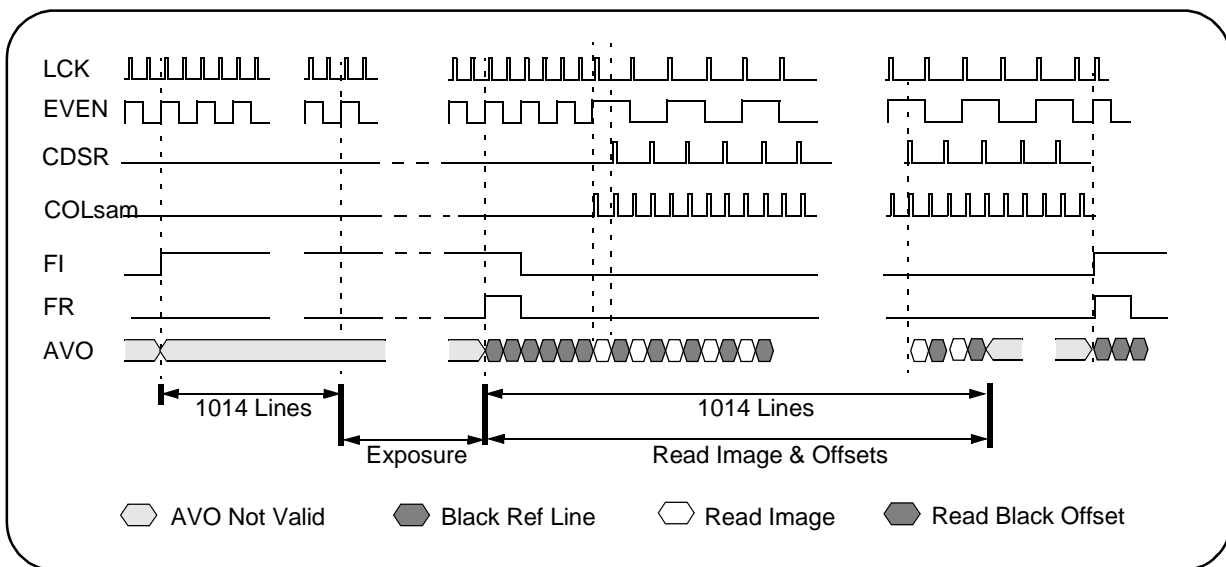 LCK
EVEN
CDSR
COLsam
FI
FR
AVO
1014 Lines
1014 Lines
Exposure
Read Image & Offsets
AVO Not Valid
Black Ref Line
Read Image
Read Black Offset